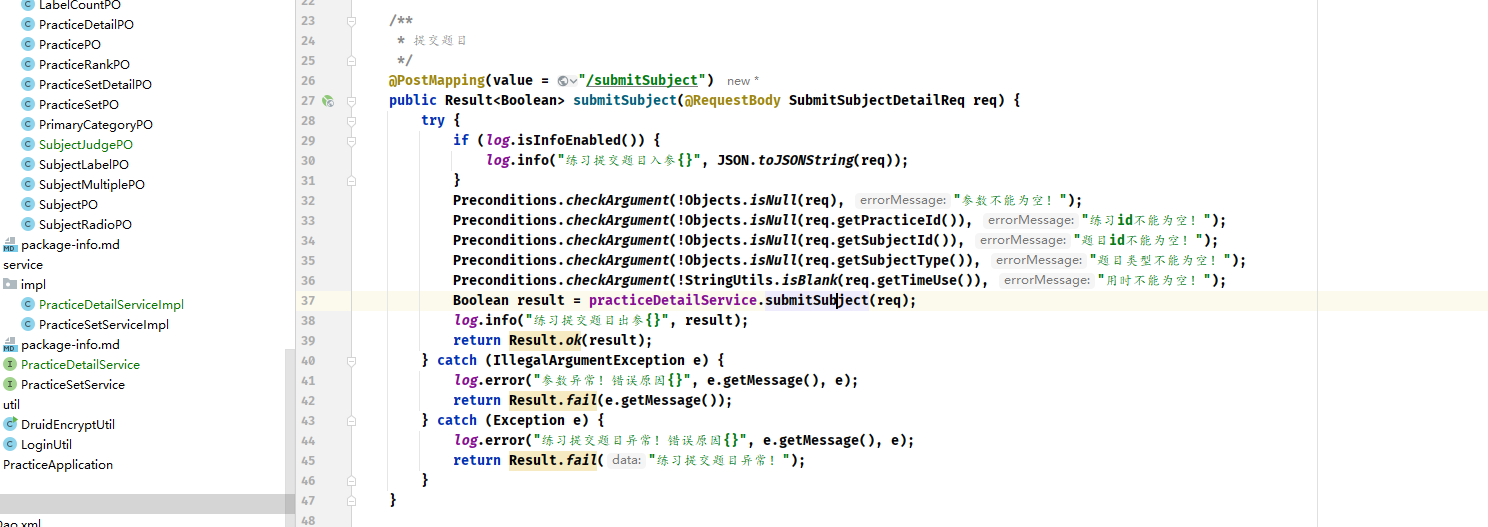 LabelCountPO
PracticeDetailPO
PracticePO
PracticeRankPO
PracticeSetDetailPO
PracticeSetPO
PrimaryCategoryPO
SubjectJudgePO
SubjectLabelPO
SubjectMultiplePO
SubjectPO
SubjectRadioPO
package-info.md
service
impl
PracticeDetailServiceImpl
PracticeSetServiceImpl
package-info.md
PracticeDetailService
PracticeSetService
util
DruidEncryptUtil
LoginUtil
PracticeApplication
Dao.xml
22
23 /**
24 * 提交题目
25 */
26 @PostMapping(value = "/submitSubject") new *
27 public Result<Boolean> submitSubject(@RequestBody SubmitSubjectDetailReq req) {
28 try {
29 if (log.isInfoEnabled()) {
30 log.info("练习提交题目入参{}", JSON.toJSONString(req));
31 }
32 Preconditions.checkArgument(!Objects.isNull(req), errorMessage: "参数不能为空！");
33 Preconditions.checkArgument(!Objects.isNull(req.getPracticeId()), errorMessage: "练习id不能为空！");
34 Preconditions.checkArgument(!Objects.isNull(req.getSubjectId()), errorMessage: "题目id不能为空！");
35 Preconditions.checkArgument(!Objects.isNull(req.getSubjectType()), errorMessage: "题目类型不能为空！");
36 Preconditions.checkArgument(!StringUtils.isBlank(req.getTimeUse()), errorMessage: "用时不能为空！");
37 Boolean result = practiceDetailService.submitSubject(req);
38 log.info("练习提交题目出参{}", result);
39 return Result.ok(result);
40 } catch (IllegalArgumentException e) {
41 log.error("参数异常！错误原因{}", e.getMessage(), e);
42 return Result.fail(e.getMessage());
43 } catch (Exception e) {
44 log.error("练习提交题目异常！错误原因{}", e.getMessage(), e);
45 return Result.fail( data: "练习提交题目异常！");
46 }
47 }
48